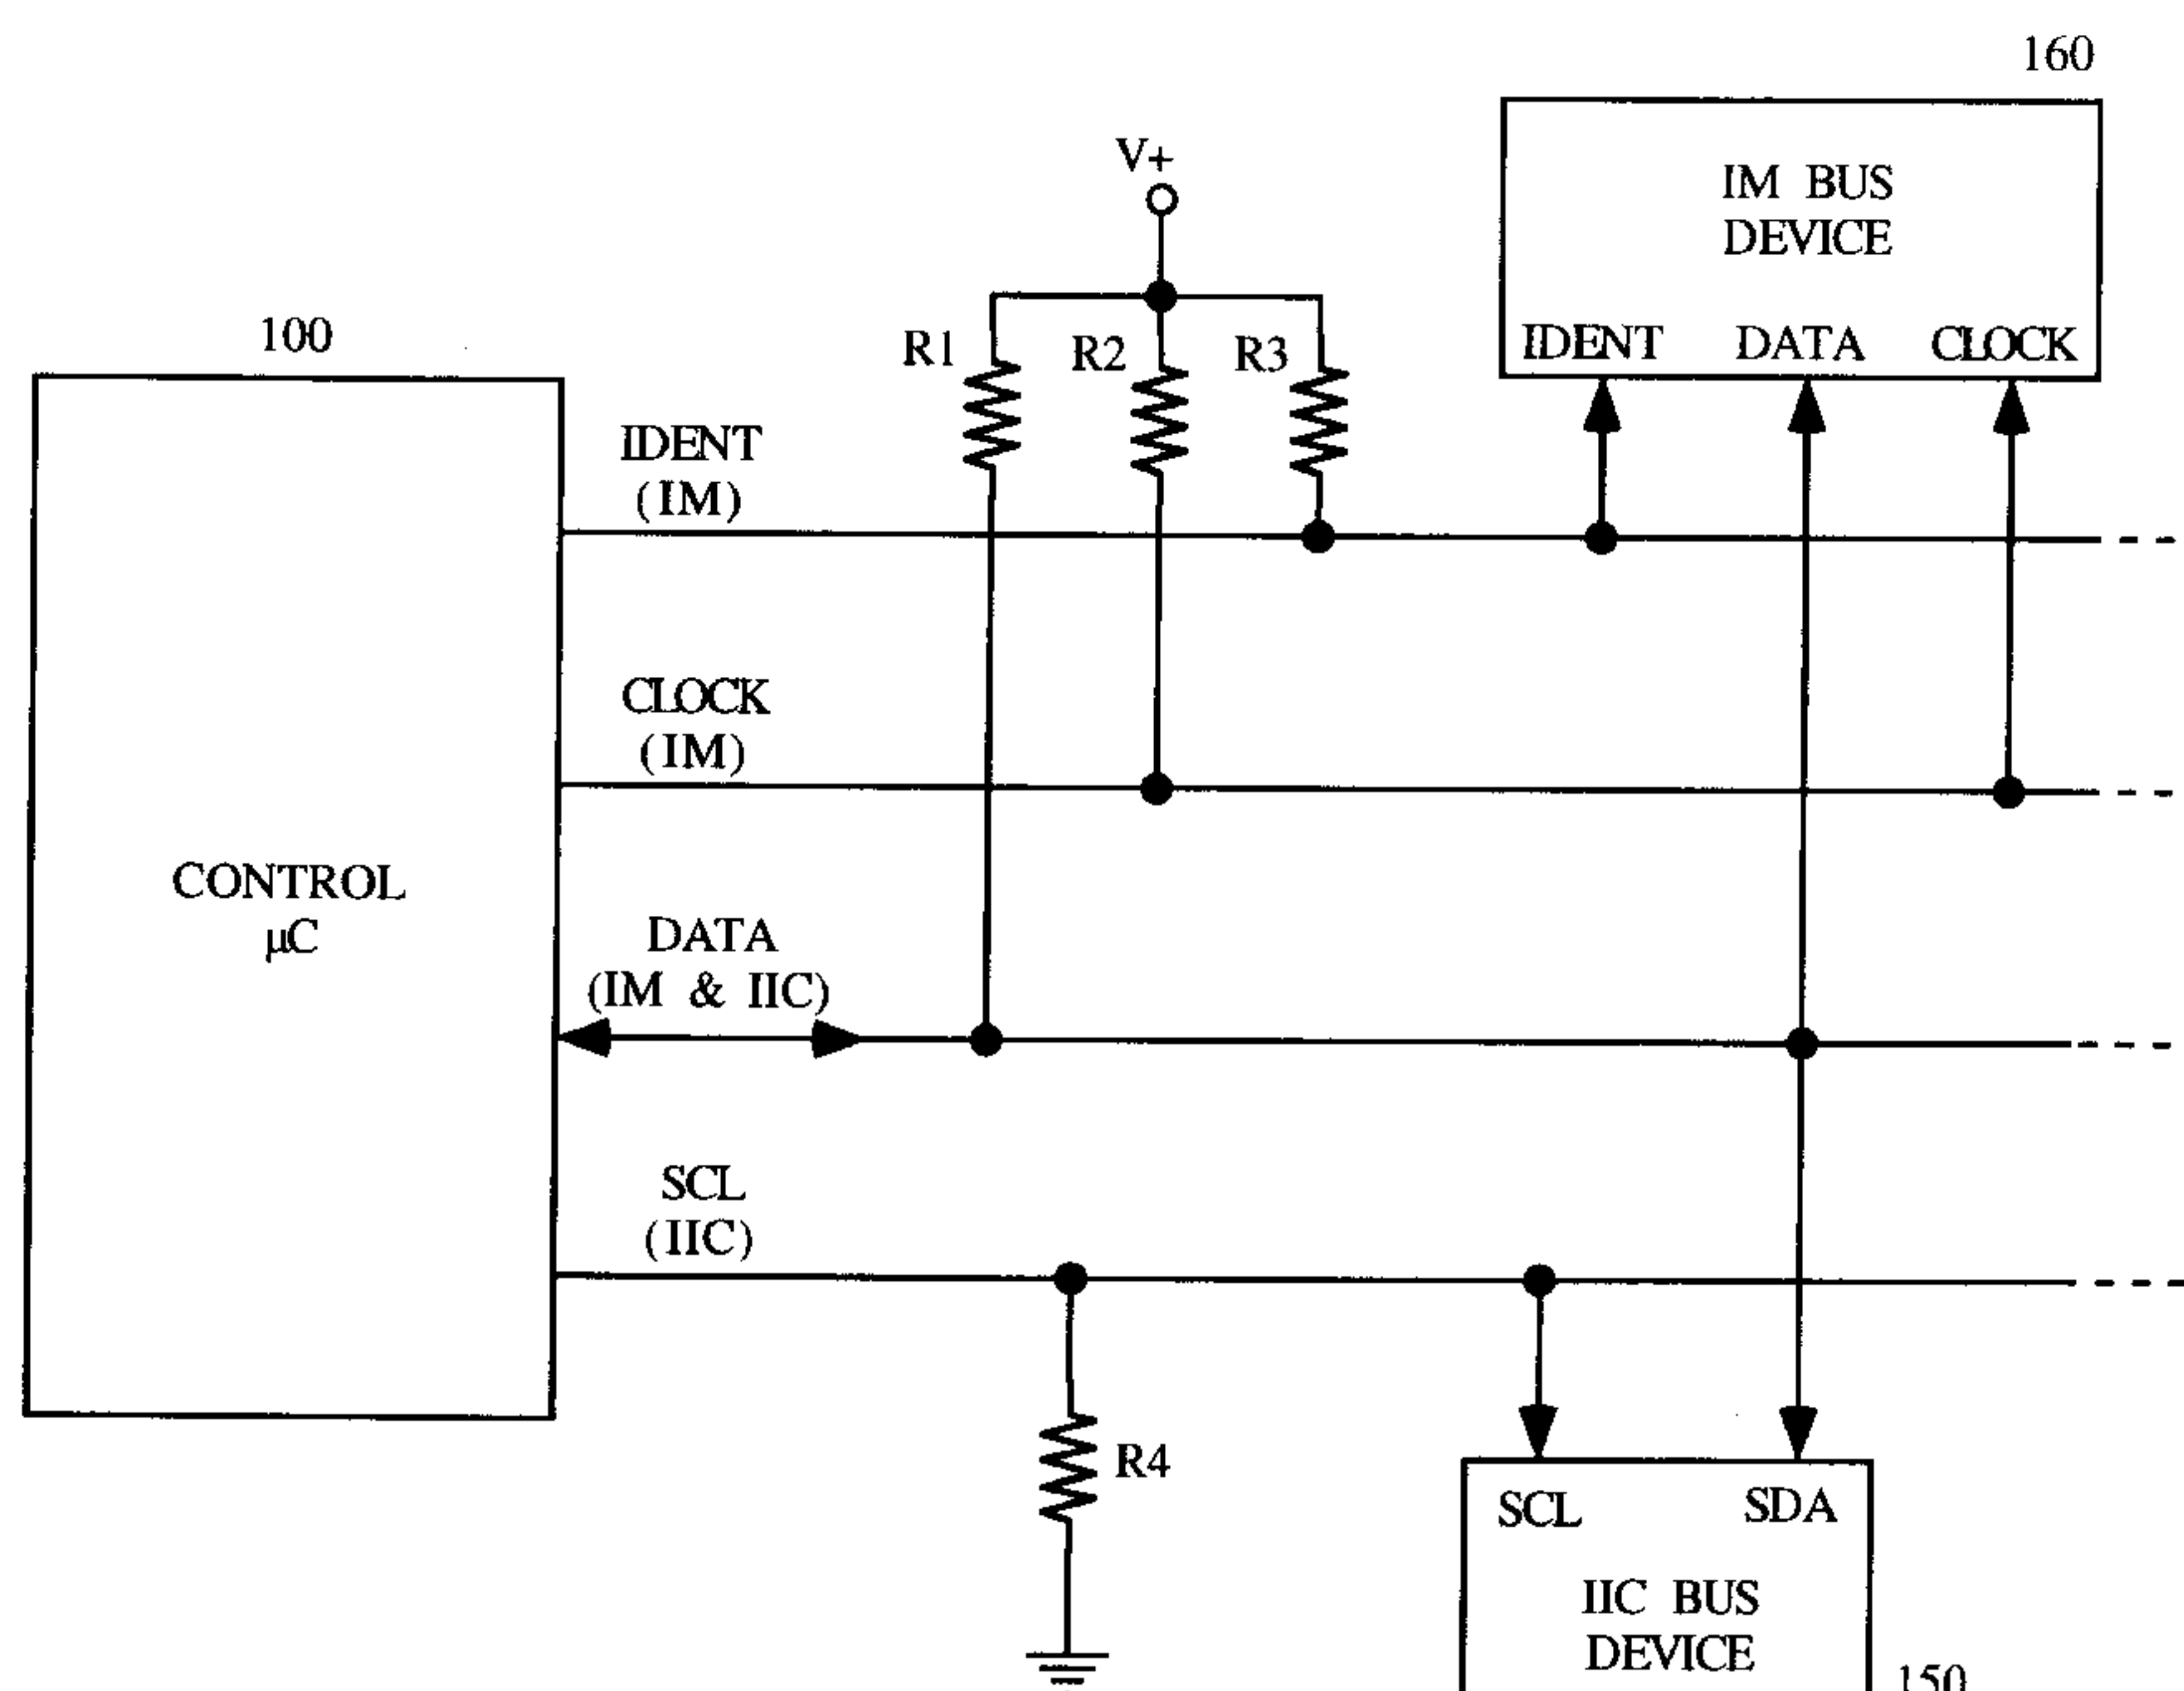 160
V+
IM BUS
DEVICE
IDENT DATA CLOCK
100
R1 R2 R3
IDENT
(IM)
CLOCK
(IM)
CONTROL
µC
DATA
(IM & IIC)
SCL
(IIC)
R4
SCL SDA
IIC BUS
DEVICE
150